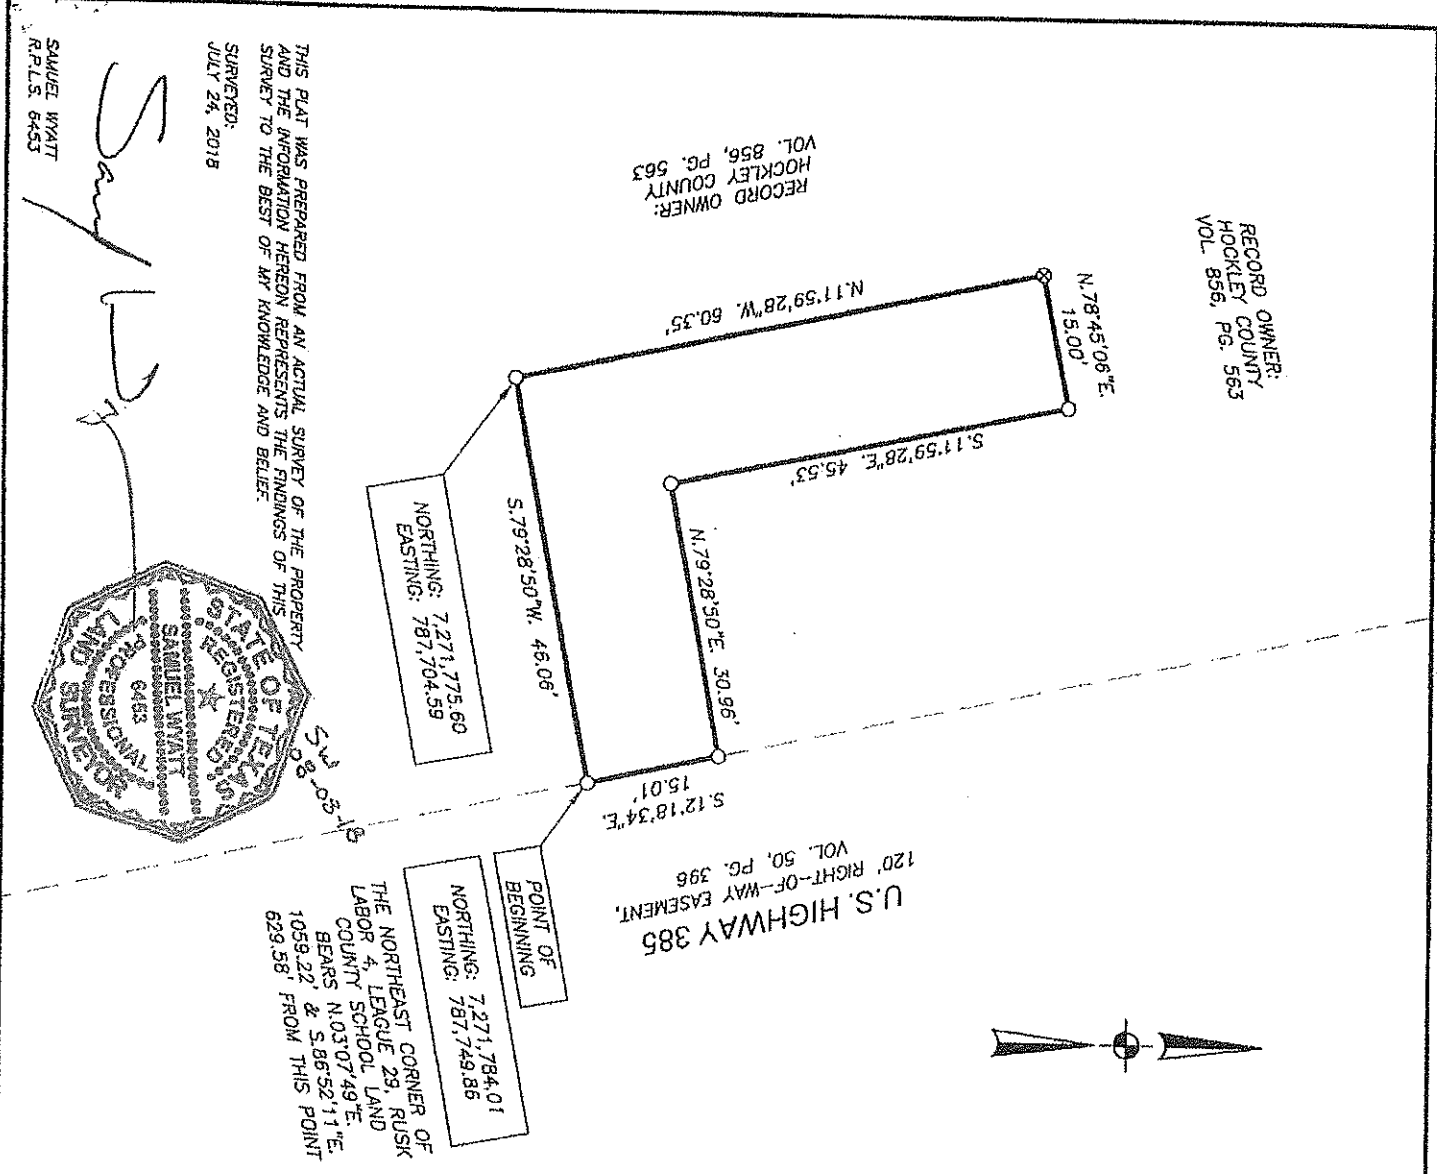 RECORD OWNER:
HOCKLEY COUNTY
VOL. 856, PG. 563
N.78°45'06"E.
15.00'
RECORD OWNER:
HOCKLEY COUNTY
VOL. 856, PG. 563
N.11°59'28"W. 60.35'
S.11°59'28"E. 45.53'
N.79°28'50"E. 30.96'
S.79°28'50"W. 46.06'
S.12°18'34"E.
15.01'
NORTHING: 7,271,775.60
EASTING: 787,704.59
U.S. HIGHWAY 385
120' RIGHT-OF-WAY EASEMENT,
VOL. 50, PG. 396
POINT OF
BEGINNING
NORTHING: 7,271,784.01
EASTING: 787,749.86
THE NORTHEAST CORNER OF
LABOR 4, LEAGUE 29, RUSK
COUNTY SCHOOL LAND
BEARS N.03°07'49"E.
1059.22' & S.86°52'11"E.
629.58' FROM THIS POINT
THIS PLAT WAS PREPARED FROM AN ACTUAL SURVEY OF THE PROPERTY
AND THE INFORMATION HEREON REPRESENTS THE FINDINGS OF THIS
SURVEY TO THE BEST OF MY KNOWLEDGE AND BELIEF.
SURVEYED:
JULY 24, 2018
SAMUEL WYATT
R.P.L.S. 6453
STATE OF TEXAS
REGISTERED
SAMUEL WYATT
6453
PROFESSIONAL
LAND SURVEYOR
SW
08-03-18